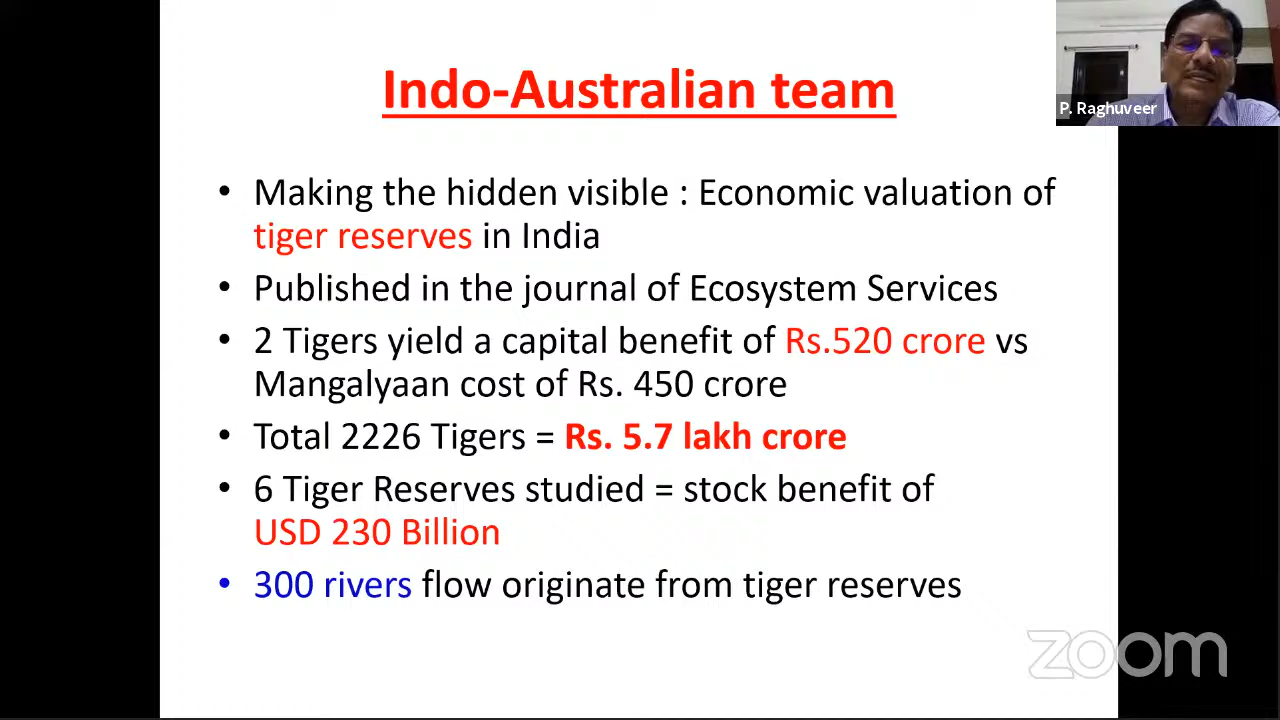 Indo-Australian team
P. Raghuveer
• Making the hidden visible : Economic valuation of
tiger reserves in India
• Published in the journal of Ecosystem Services
• 2 Tigers yield a capital benefit of Rs.520 crore vs
Mangalyaan cost of Rs. 450 crore
• Total 2226 Tigers = Rs. 5.7 lakh crore
• 6 Tiger Reserves studied = stock benefit of
USD 230 Billion
• 300 rivers flow originate from tiger reserves
zoom